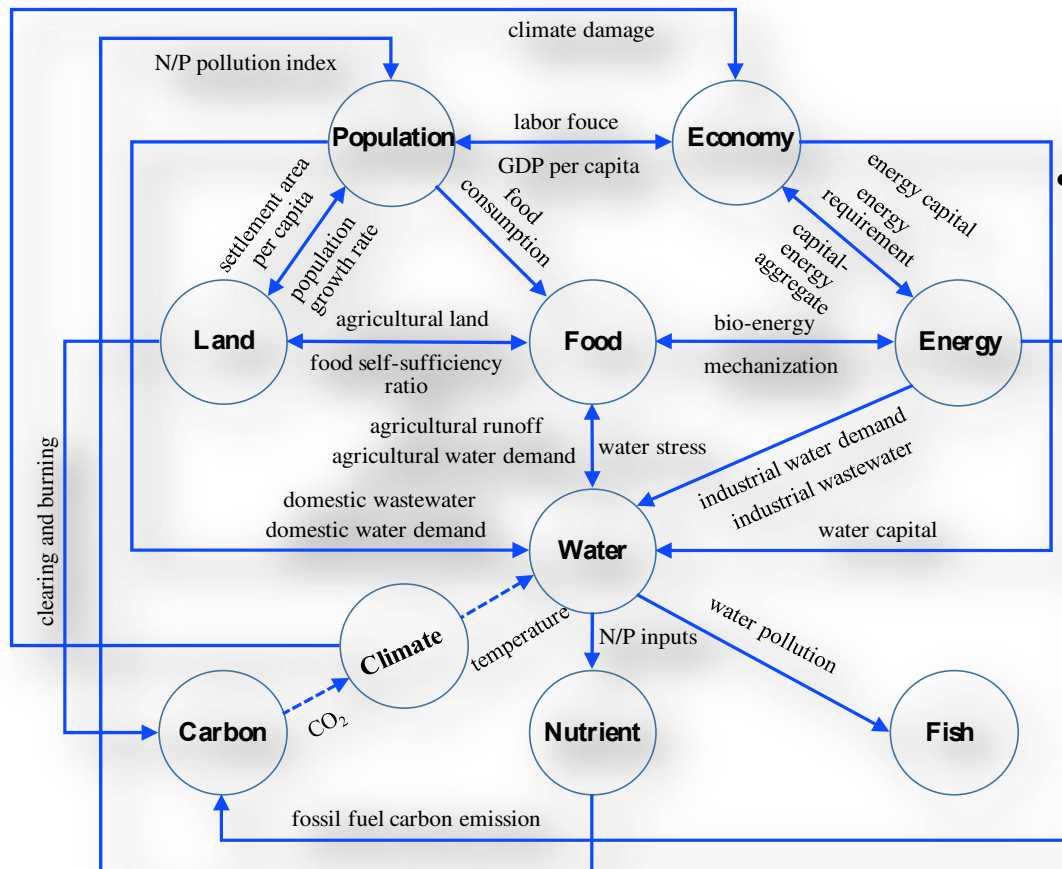 climate damage
N/P pollution index
Population
labor fouce
GDP per capita
Economy
settlement area
per capita
population
growth rate
food
consumption
energy capital
energy
requirement
capital-
energy
aggregate
Land
agricultural land
food self-sufficiency
ratio
Food
bio-energy
mechanization
Energy
agricultural runoff
agricultural water demand
water stress
industrial water demand
industrial wastewater
domestic wastewater
domestic water demand
Water
water capital
clearing and burning
Climate
temperature
N/P inputs
water pollution
Carbon
CO₂
Nutrient
Fish
fossil fuel carbon emission